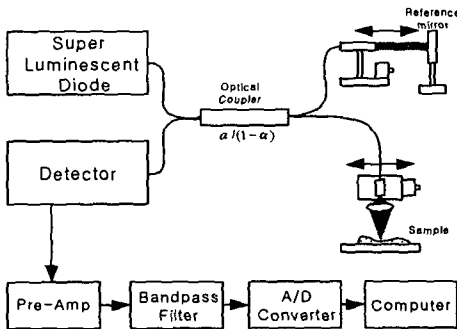 Super
Luminescent
Diode
Reference
mirror
Optical
Coupler
a/(1-α)
Detector
Sample
Pre-Amp
Bandpass
Filter
A/D
Converter
Computer